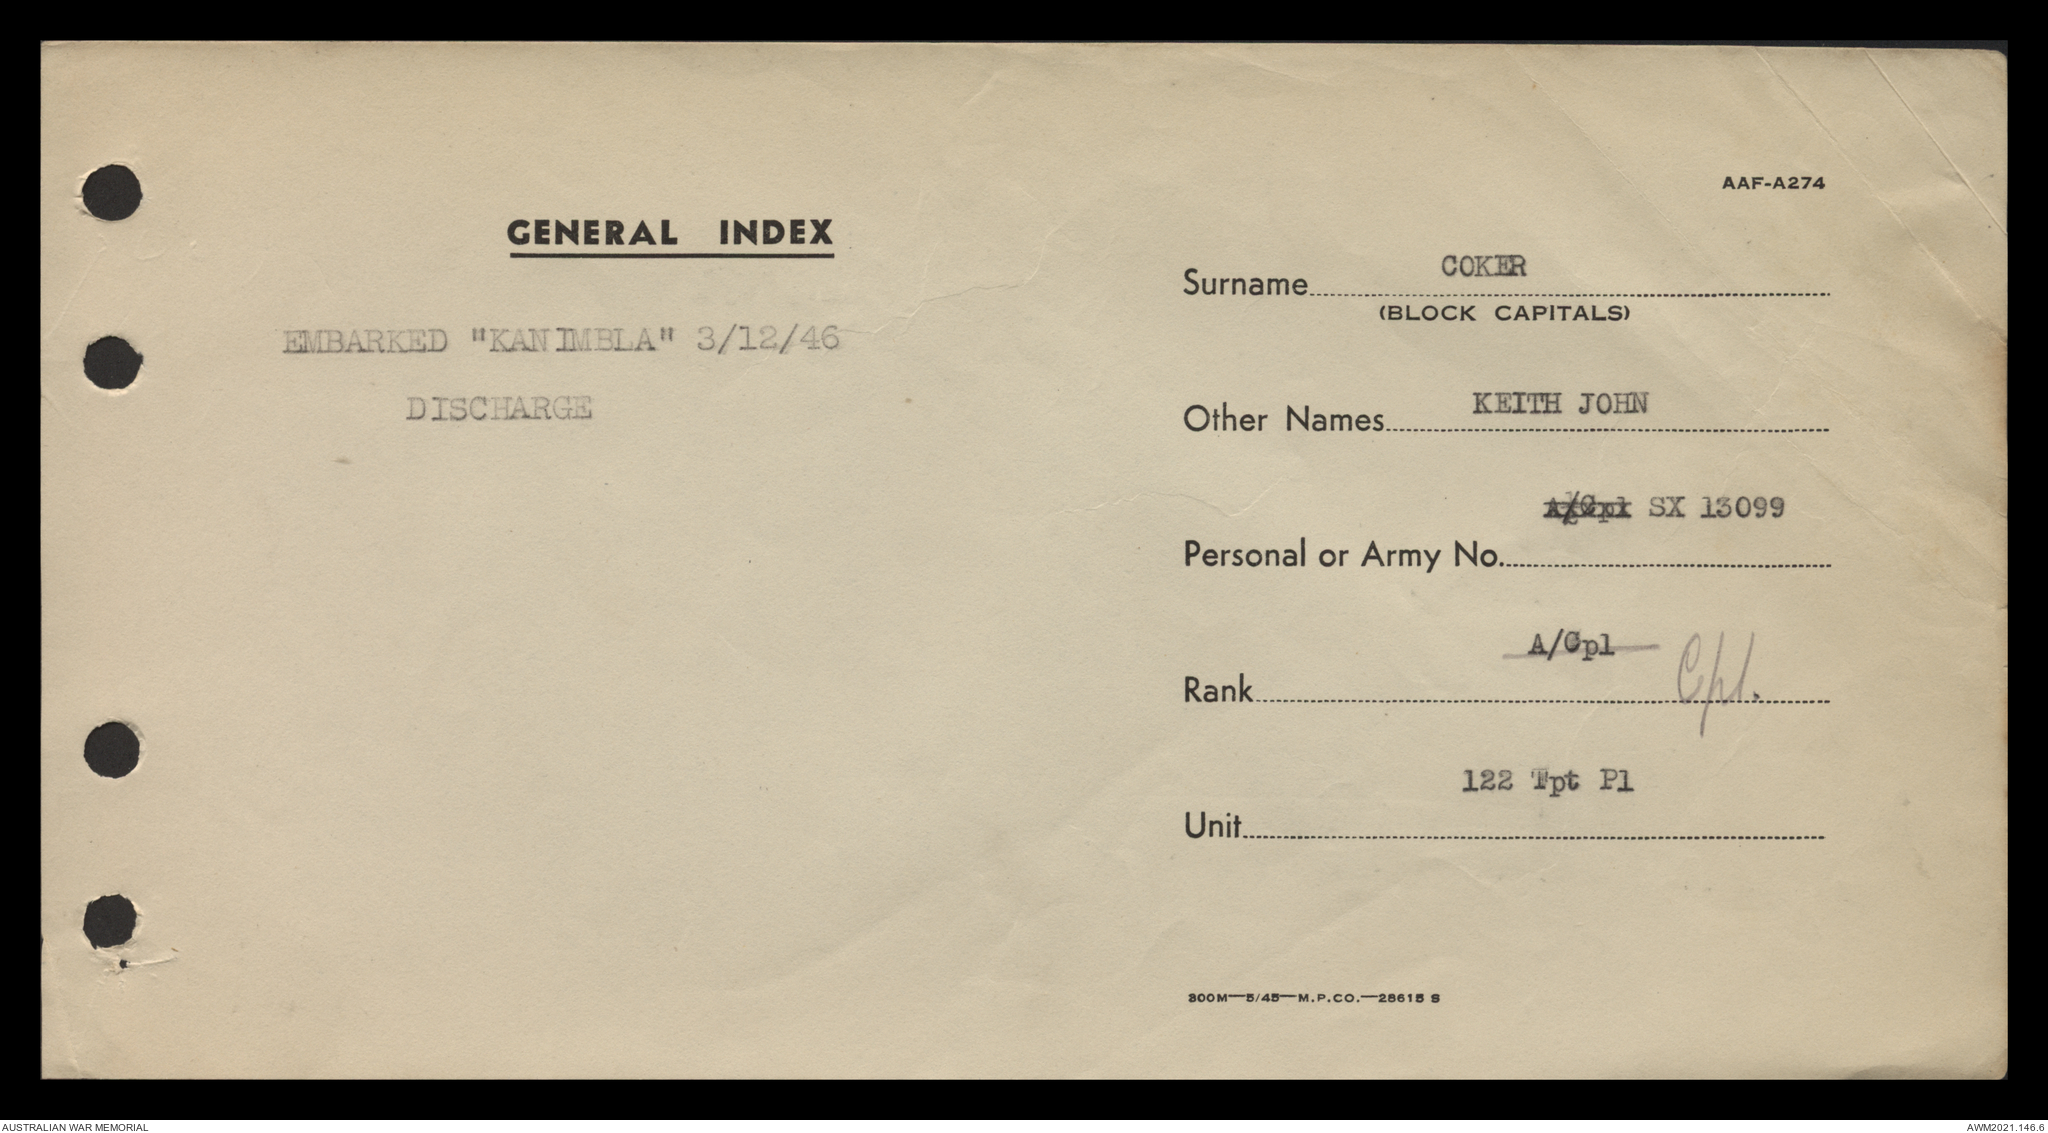 AAF-A274
GENERAL INDEX
EMBARKED "KANIMBLA" 3/12/46
DISCHARGE
Surname COKER
(BLOCK CAPITALS)
Other Names KEITH JOHN
Personal or Army No. A/Cpl SX 13099
Rank A/Cpl Cpl.
Unit 122 Tpt Pl
300M—5/45—M.P.CO.—28615 S
AUSTRALIAN WAR MEMORIAL
AWM2021.146.6